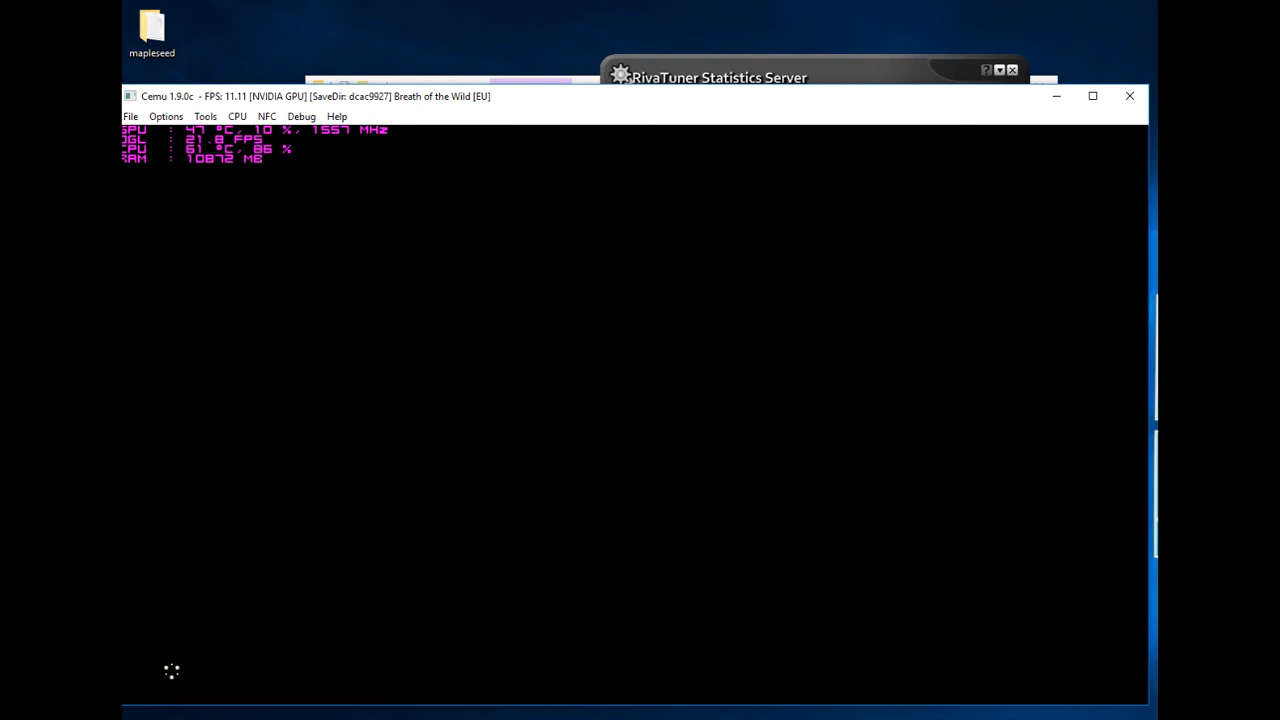 mapleseed
RivaTuner Statistics Server
Cemu 1.9.0c - FPS: 11.11 [NVIDIA GPU] [SaveDir: dcac9927] Breath of the Wild [EU]
File Options Tools CPU NFC Debug Help
GPU : 47 °C, 10 %, 1557 MHz
OGL : 21.8 FPS
CPU : 61 °C, 86 %
RAM : 10872 MB